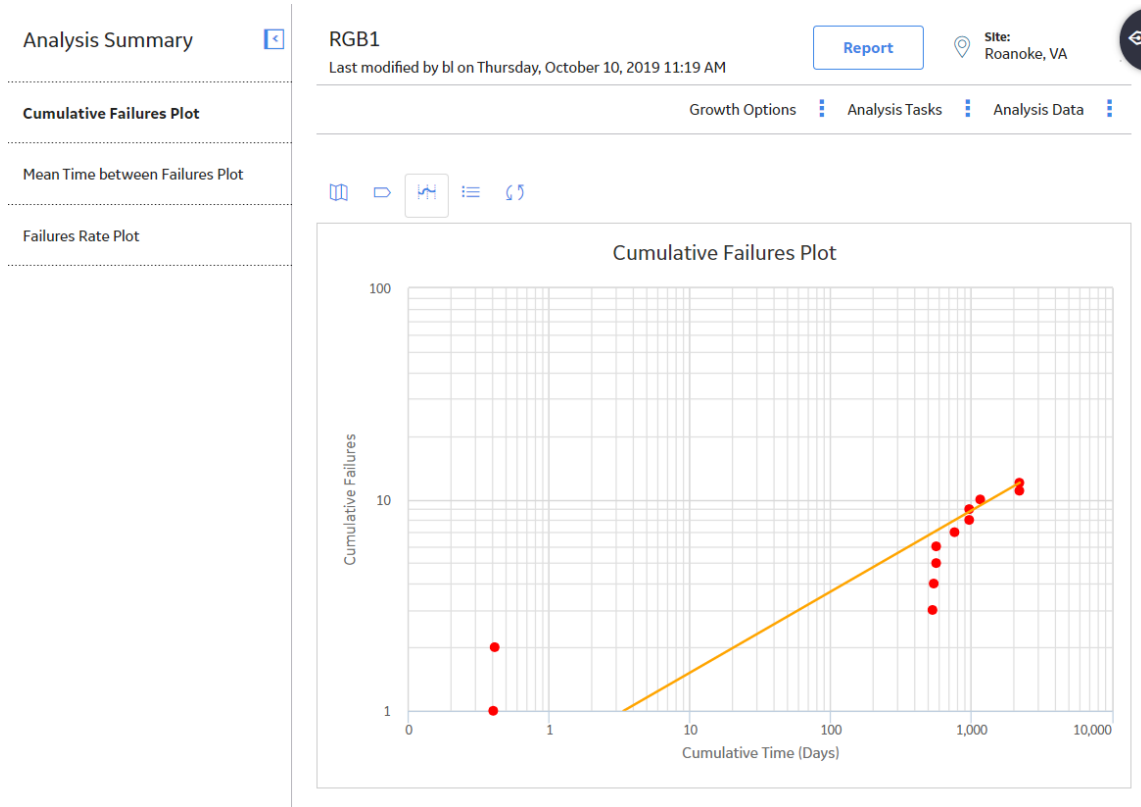 Analysis Summary
Cumulative Failures Plot
Mean Time between Failures Plot
Failures Rate Plot
RGB1
Last modified by bl on Thursday, October 10, 2019 11:19 AM
Report
Site:
Roanoke, VA
Growth Options
Analysis Tasks
Analysis Data
Cumulative Failures Plot
100
10
1
Cumulative Failures
0 1 10 100 1,000 10,000
Cumulative Time (Days)